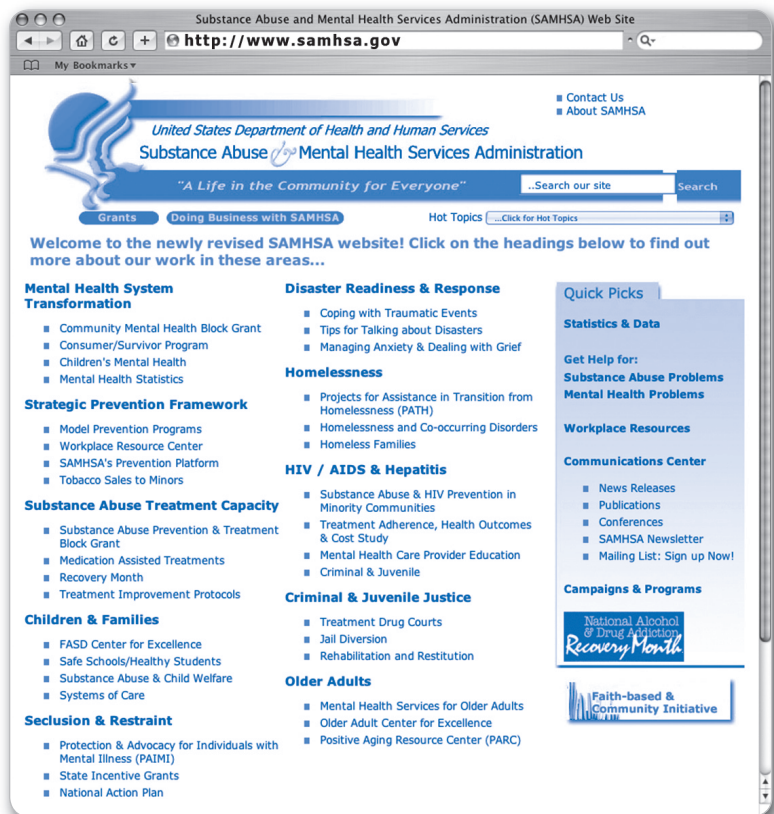 Substance Abuse and Mental Health Services Administration (SAMHSA) Web Site
http://www.samhsa.gov
My Bookmarks
Contact Us
About SAMHSA
United States Department of Health and Human Services
Substance Abuse & Mental Health Services Administration
"A Life in the Community for Everyone"
..Search our site
Search
Grants
Doing Business with SAMHSA
Hot Topics
...Click for Hot Topics
Welcome to the newly revised SAMHSA website! Click on the headings below to find out
more about our work in these areas...
Mental Health System
Transformation
Community Mental Health Block Grant
Consumer/Survivor Program
Children's Mental Health
Mental Health Statistics
Strategic Prevention Framework
Model Prevention Programs
Workplace Resource Center
SAMHSA's Prevention Platform
Tobacco Sales to Minors
Substance Abuse Treatment Capacity
Substance Abuse Prevention & Treatment
Block Grant
Medication Assisted Treatments
Recovery Month
Treatment Improvement Protocols
Children & Families
FASD Center for Excellence
Safe Schools/Healthy Students
Substance Abuse & Child Welfare
Systems of Care
Seclusion & Restraint
Protection & Advocacy for Individuals with
Mental Illness (PAIMI)
State Incentive Grants
National Action Plan
Disaster Readiness & Response
Coping with Traumatic Events
Tips for Talking about Disasters
Managing Anxiety & Dealing with Grief
Homelessness
Projects for Assistance in Transition from
Homelessness (PATH)
Homelessness and Co-occurring Disorders
Homeless Families
HIV / AIDS & Hepatitis
Substance Abuse & HIV Prevention in
Minority Communities
Treatment Adherence, Health Outcomes
& Cost Study
Mental Health Care Provider Education
Criminal & Juvenile
Criminal & Juvenile Justice
Treatment Drug Courts
Jail Diversion
Rehabilitation and Restitution
Older Adults
Mental Health Services for Older Adults
Older Adult Center for Excellence
Positive Aging Resource Center (PARC)
Quick Picks
Statistics & Data
Get Help for:
Substance Abuse Problems
Mental Health Problems
Workplace Resources
Communications Center
News Releases
Publications
Conferences
SAMHSA Newsletter
Mailing List: Sign up Now!
Campaigns & Programs
National Alcohol
& Drug Addiction
Recovery Month
Faith-based &
Community Initiative